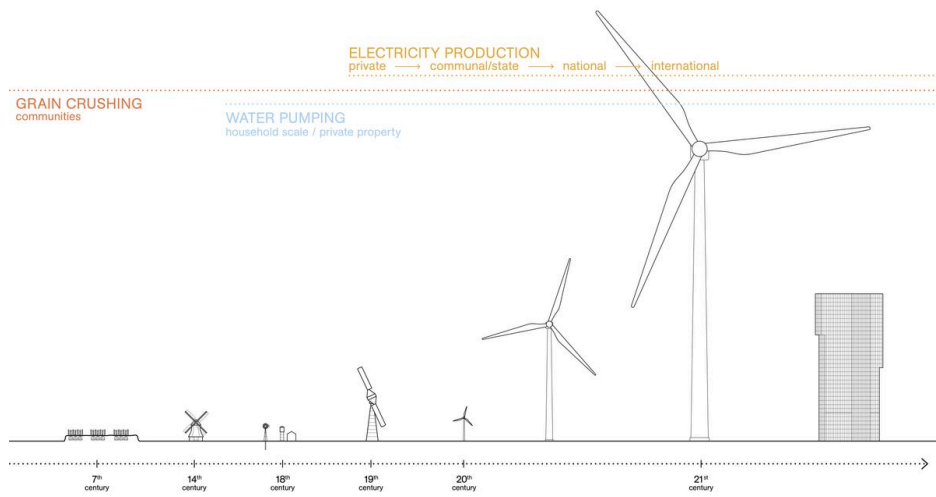 ELECTRICITY PRODUCTION
private ⟶ communal/state ⟶ national ⟶ international
GRAIN CRUSHING
communities
WATER PUMPING
household scale / private property
7th century
14th century
18th century
19th century
20th century
21st century